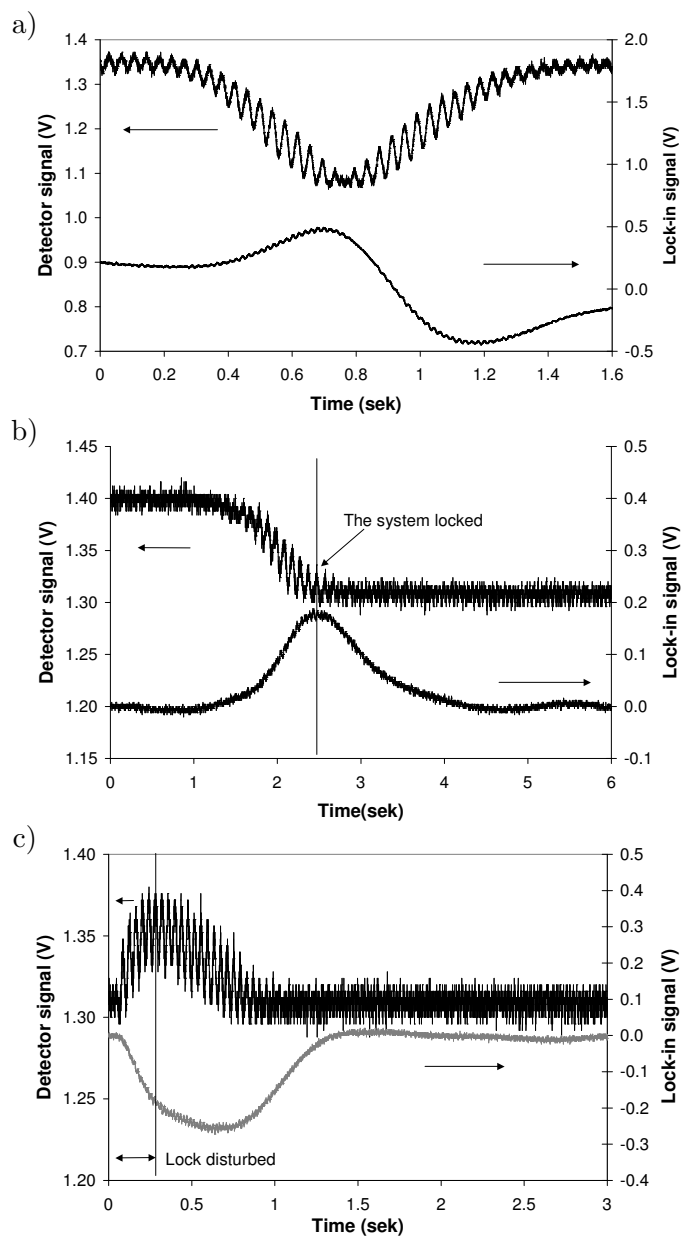 a)
1.4
1.3
1.2
1.1
1.0
0.9
0.8
0.7
Detector signal (V)
2.0
1.5
1.0
0.5
0.0
-0.5
Lock-in signal (V)
0 0.2 0.4 0.6 0.8 1 1.2 1.4 1.6
Time (sek)
b)
1.45
1.40
1.35
1.30
1.25
1.20
1.15
Detector signal (V)
The system locked
0.5
0.4
0.3
0.2
0.1
0.0
-0.1
Lock-in signal (V)
0 1 2 3 4 5 6
Time(sek)
c)
1.40
1.35
1.30
1.25
1.20
Detector signal (V)
Lock disturbed
0.5
0.4
0.3
0.2
0.1
0.0
-0.1
-0.2
-0.3
-0.4
Lock-in signal (V)
0 0.5 1 1.5 2 2.5 3
Time (sek)